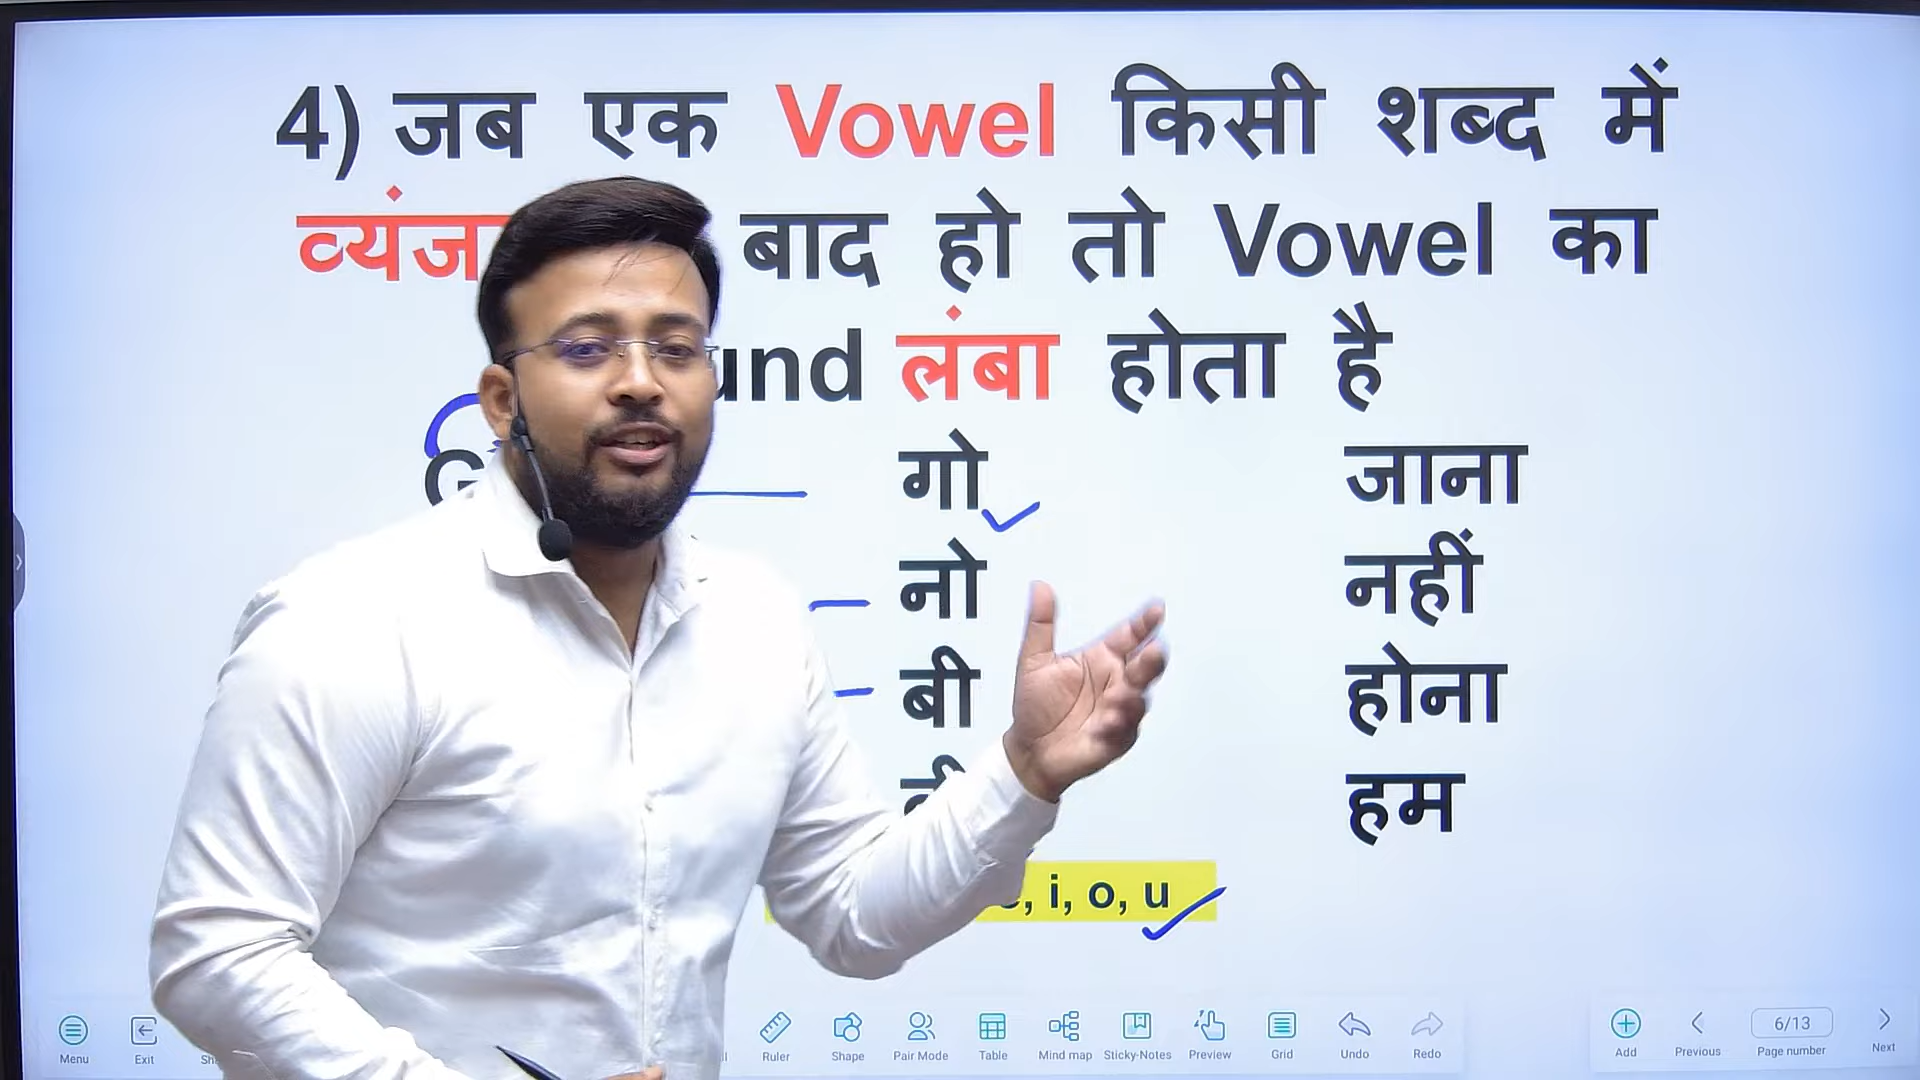 4) जब एक Vowel किसी शब्द में
बाद हो तो Vowel का
लंबा होता है
गो जाना
नो नहीं
बी होना
हम
i, o, u
Menu Exit Ruler Shape Pair Mode Table Mind map Sticky-Notes Preview Grid Undo Redo Add Previous 6/13 Page number Next